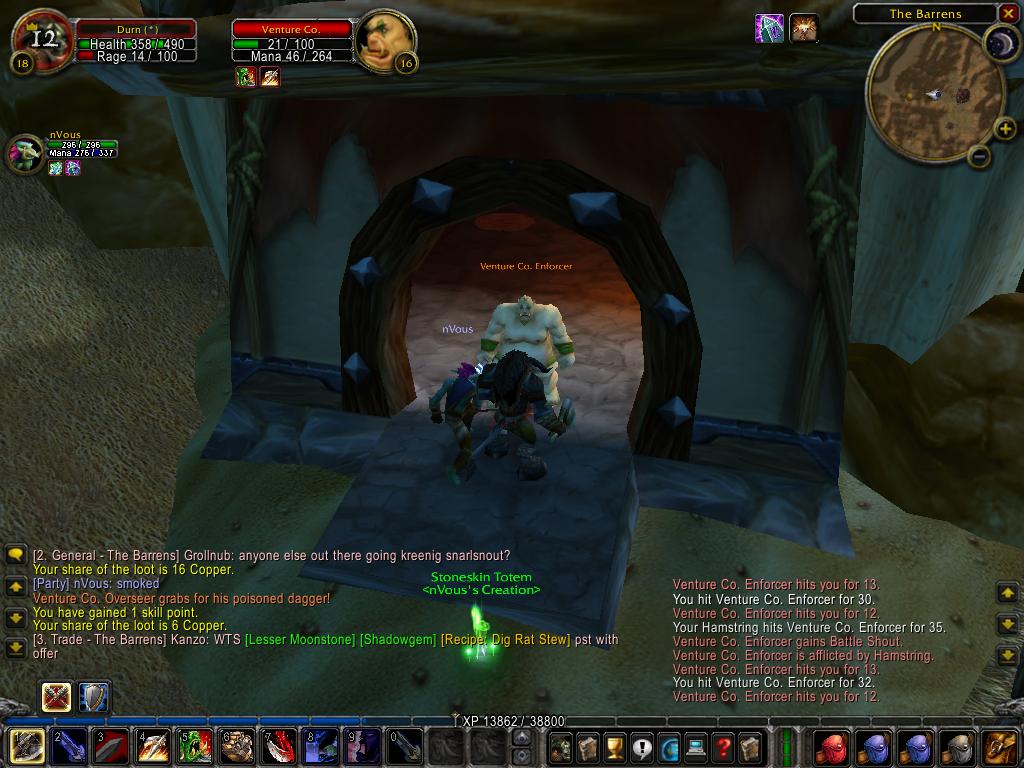 The Barrens
N
12
Durn (*)
Health 358 / 490
Rage 14 / 100
18
Venture Co.
21 / 100
Mana 46 / 264
16
nVous
296 / 296
Mana 276 / 337
Venture Co. Enforcer
nVous
Stoneskin Totem
<nVous's Creation>
[2. General - The Barrens] Grollnub: anyone else out there going kreenig snarlsnout?
Your share of the loot is 16 Copper.
[Party] nVous: smoked
Venture Co. Overseer grabs for his poisoned dagger!
You have gained 1 skill point.
Your share of the loot is 6 Copper.
[3. Trade - The Barrens] Kanzo: WTS [Lesser Moonstone] [Shadowgem] [Recipe: Dig Rat Stew] pst with
offer
Venture Co. Enforcer hits you for 13.
You hit Venture Co. Enforcer for 30.
Venture Co. Enforcer hits you for 12.
Your Hamstring hits Venture Co. Enforcer for 35.
Venture Co. Enforcer gains Battle Shout.
Venture Co. Enforcer is afflicted by Hamstring.
Venture Co. Enforcer hits you for 13.
You hit Venture Co. Enforcer for 32.
Venture Co. Enforcer hits you for 12.
XP 13862 / 38800
2 3 4 5 6 7 8 9 0